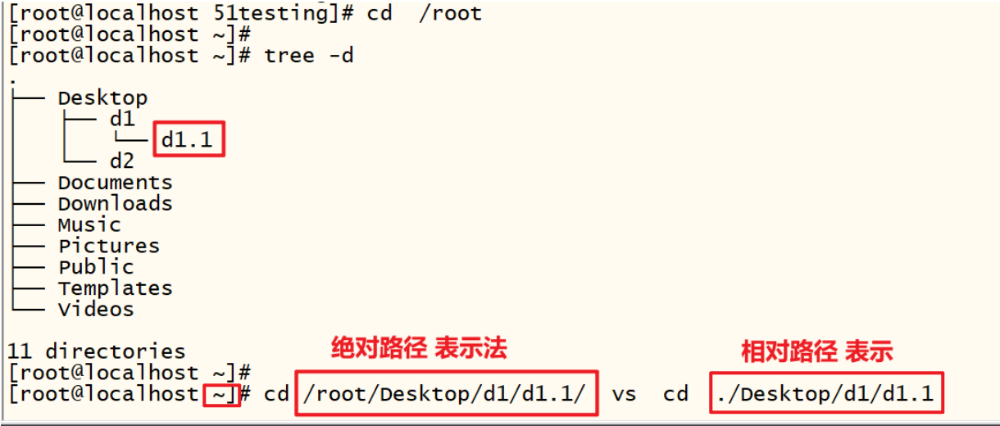 [root@localhost 51testing]# cd  /root
[root@localhost ~]#
[root@localhost ~]# tree -d
.
├── Desktop
│   ├── d1
│   │   └── d1.1
│   └── d2
├── Documents
├── Downloads
├── Music
├── Pictures
├── Public
├── Templates
└── Videos
11 directories
绝对路径 表示法 相对路径 表示
[root@localhost ~]#
[root@localhost ~]# cd /root/Desktop/d1/d1.1/  vs  cd  ./Desktop/d1/d1.1